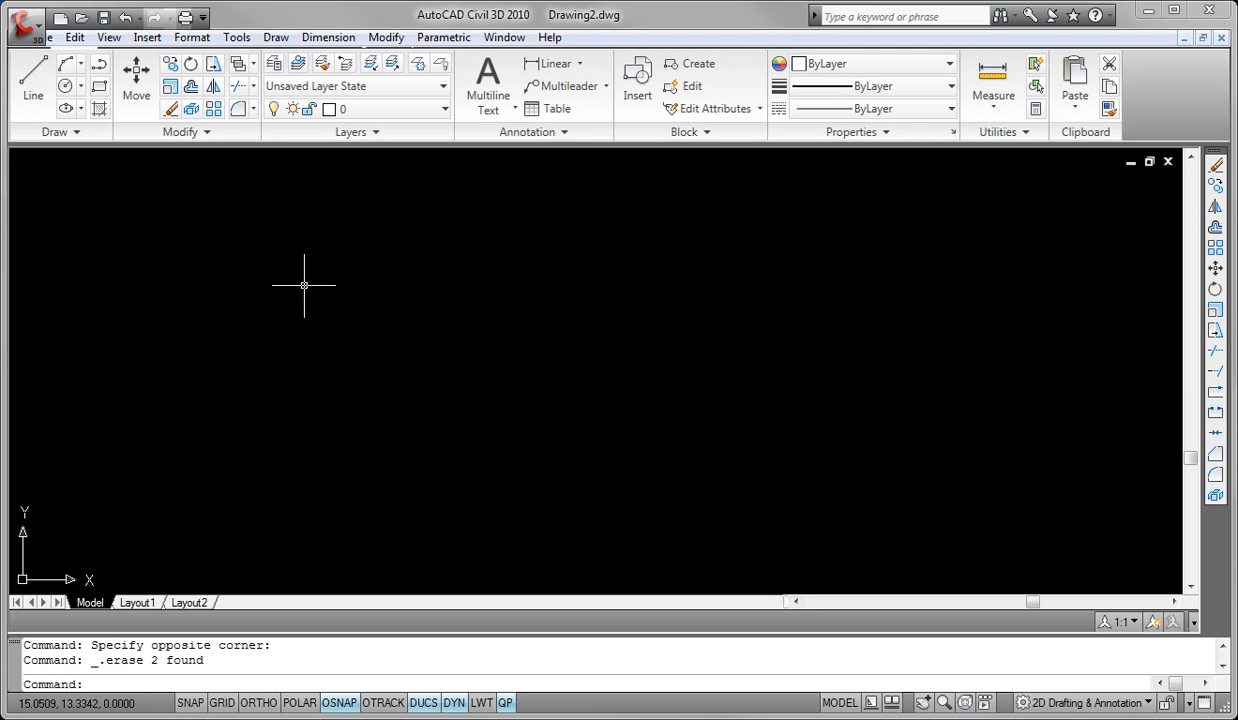 AutoCAD Civil 3D 2010 Drawing2.dwg
Type a keyword or phrase
3D
e Edit View Insert Format Tools Draw Dimension Modify Parametric Window Help
Line
Move
Unsaved Layer State
0
Multiline
Text
Linear
Multileader
Table
Insert
Create
Edit
Edit Attributes
ByLayer
ByLayer
ByLayer
Measure
Paste
Draw Modify Layers Annotation Block Properties Utilities Clipboard
Y
X
Model Layout1 Layout2
1:1
Command: Specify opposite corner:
Command: _.erase 2 found
Command:
15.0509, 13.3342, 0.0000 SNAP GRID ORTHO POLAR OSNAP OTRACK DUCS DYN LWT QP MODEL 2D Drafting & Annotation